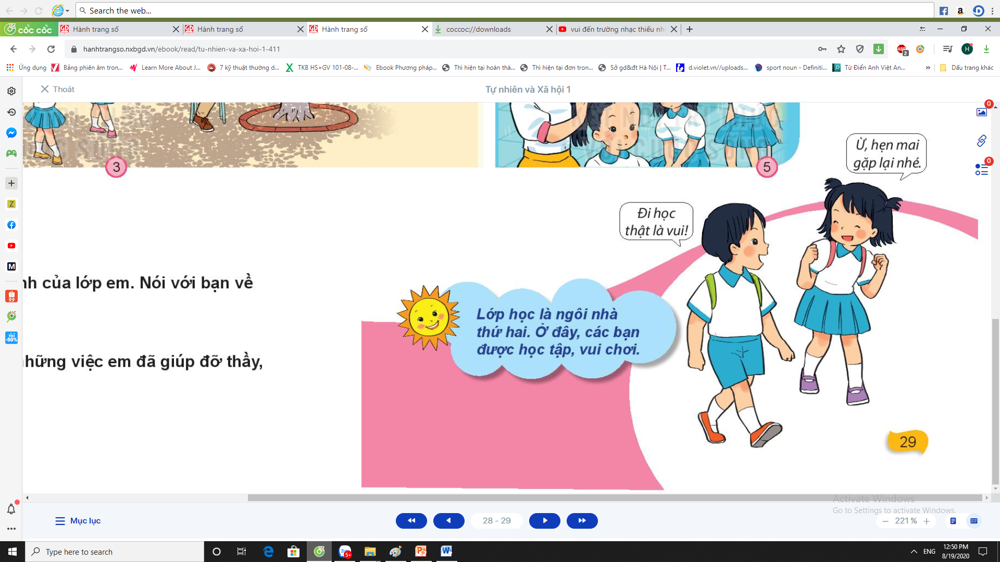 Search the web...
cốc cốc
Hành trang số
Hành trang số
Hành trang số
coccoc://downloads
vui đến trường nhạc thiếu nhi
hanhtrangso.nxbgd.vn/ebook/read/tu-nhien-va-xa-hoi-1-411
Ứng dụng
Bảng phiên âm tron...
Learn More About J...
7 kỹ thuật thường d...
TKB HS+GV 101-08-...
Ebook Phương pháp...
Thì hiện tại hoàn thà...
Thì hiện tại đơn tron...
Sở gd&đt Hà Nội | T...
d.violet.vn//uploads...
sport noun - Definiti...
Từ Điển Anh Việt An...
Dấu trang khác
Thoát
Tự nhiên và Xã hội 1
0
0
3
5
Ừ, hẹn mai
gặp lại nhé.
Đi học
thật là vui!
nh của lớp em. Nói với bạn về
những việc em đã giúp đỡ thầy,
Lớp học là ngôi nhà
thứ hai. Ở đây, các bạn
được học tập, vui chơi.
29
Activate Windows
Go to Settings to activate Windows.
Mục lục
28 - 29
221 %
Type here to search
ENG
12:50 PM
8/19/2020